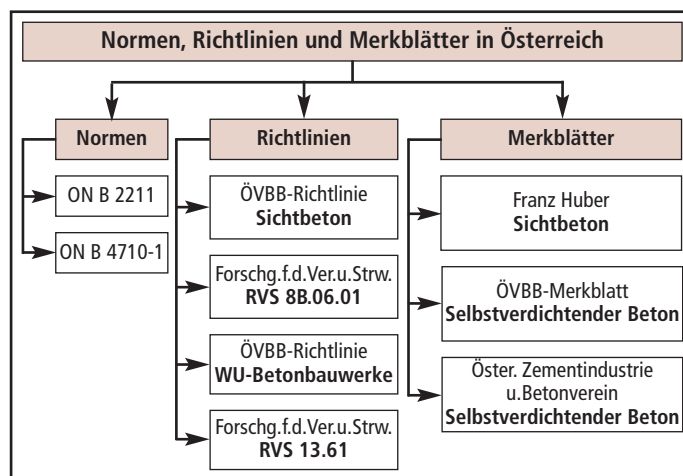 Normen, Richtlinien und Merkblätter in Österreich
Normen
ON B 2211
ON B 4710-1
Richtlinien
ÖVBB-Richtlinie
Sichtbeton
Forschg.f.d.Ver.u.Strw.
RVS 8B.06.01
ÖVBB-Richtlinie
WU-Betonbauwerke
Forschg.f.d.Ver.u.Strw.
RVS 13.61
Merkblätter
Franz Huber
Sichtbeton
ÖVBB-Merkblatt
Selbstverdichtender Beton
Öster. Zementindustrie
u.Betonverein
Selbstverdichtender Beton